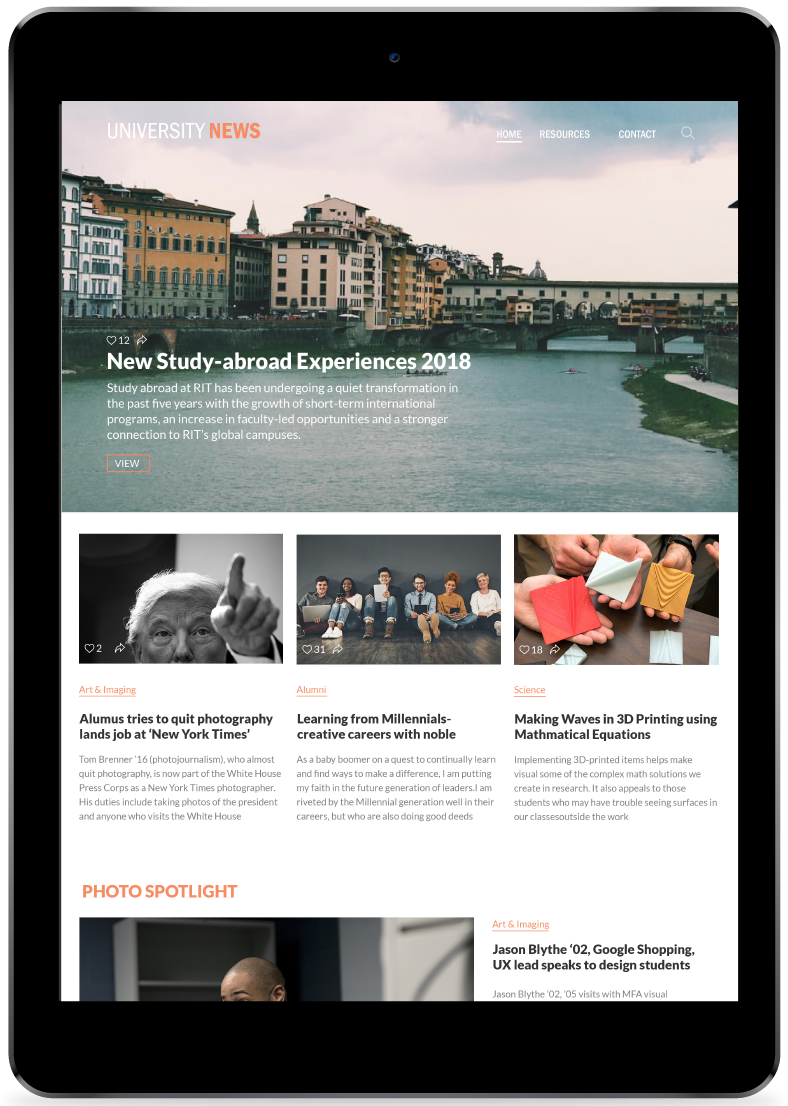 UNIVERSITY NEWS
HOME RESOURCES CONTACT
12
New Study-abroad Experiences 2018
Study abroad at RIT has been undergoing a quiet transformation in
the past five years with the growth of short-term international
programs, an increase in faculty-led opportunities and a stronger
connection to RIT's global campuses.
VIEW
2
Art & Imaging
Alumus tries to quit photography
lands job at ‘New York Times’
Tom Brenner ’16 (photojournalism), who almost
quit photography, is now part of the White House
Press Corps as a New York Times photographer.
His duties include taking photos of the president
and anyone who visits the White House
31
Alumni
Learning from Millennials-
creative careers with noble
As a baby boomer on a quest to continually learn
and find ways to make a difference, I am putting
my faith in the future generation of leaders.I am
riveted by the Millennial generation well in their
careers, but who are also doing good deeds
18
Science
Making Waves in 3D Printing using
Mathmatical Equations
Implementing 3D-printed items helps make
visual some of the complex math solutions we
create in research. It also appeals to those
students who may have trouble seeing surfaces in
our classesoutside the work
PHOTO SPOTLIGHT
Art & Imaging
Jason Blythe ‘02, Google Shopping,
UX lead speaks to design students
Jason Blythe ’02, ’05 visits with MFA visual